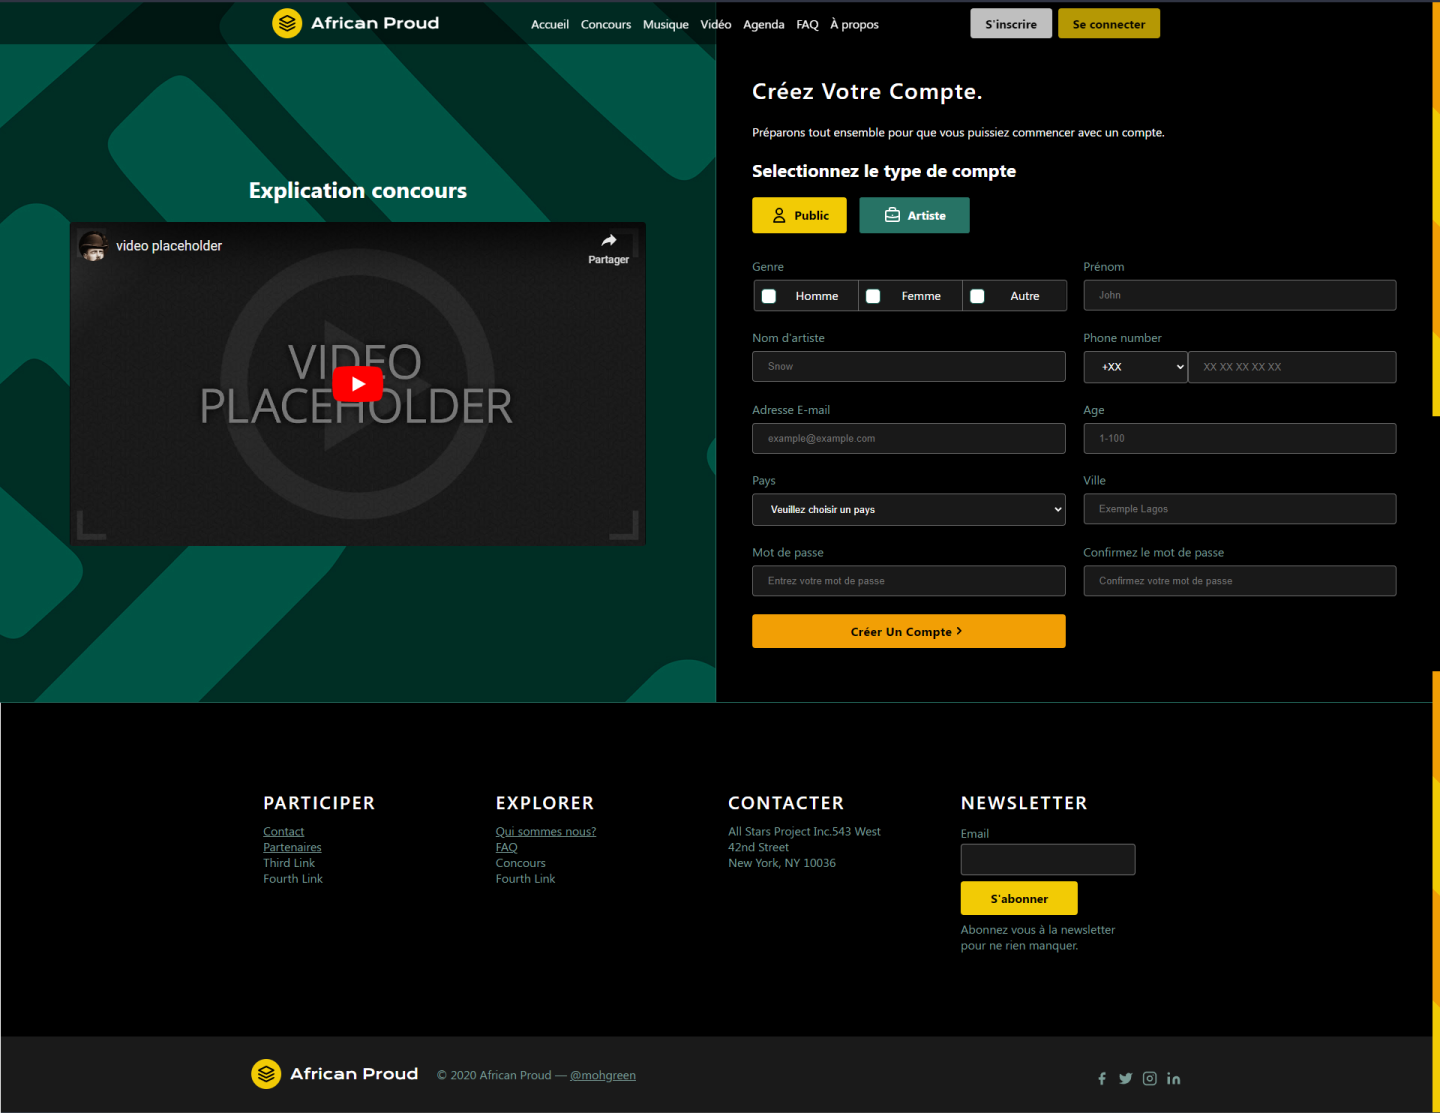 African Proud
Accueil Concours Musique Vidéo Agenda FAQ À propos
S'inscrire
Se connecter
Explication concours
video placeholder
Partager
VIDEO
PLACEHOLDER
Créez Votre Compte.
Préparons tout ensemble pour que vous puissiez commencer avec un compte.
Selectionnez le type de compte
Public
Artiste
Genre
Homme
Femme
Autre
Prénom
John
Nom d'artiste
Snow
Phone number
+XX
XX XX XX XX XX
Adresse E-mail
example@example.com
Age
1-100
Pays
Veuillez choisir un pays
Ville
Exemple Lagos
Mot de passe
Entrez votre mot de passe
Confirmez le mot de passe
Confirmez votre mot de passe
Créer Un Compte
PARTICIPER
Contact
Partenaires
Third Link
Fourth Link
EXPLORER
Qui sommes nous?
FAQ
Concours
Fourth Link
CONTACTER
All Stars Project Inc.543 West
42nd Street
New York, NY 10036
NEWSLETTER
Email
S'abonner
Abonnez vous à la newsletter
pour ne rien manquer.
African Proud
© 2020 African Proud — @mohgreen